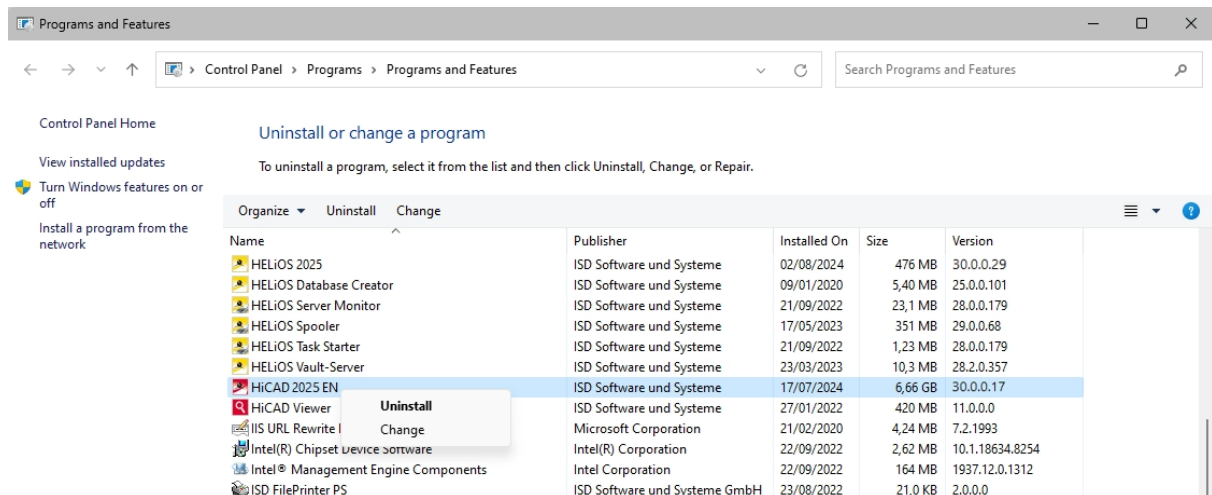 Programs and Features
Control Panel > Programs > Programs and Features
Search Programs and Features
Control Panel Home
View installed updates
Turn Windows features on or
off
Install a program from the
network
Uninstall or change a program
To uninstall a program, select it from the list and then click Uninstall, Change, or Repair.
Organize Uninstall Change
Name Publisher Installed On Size Version
HELiOS 2025 ISD Software und Systeme 02/08/2024 476 MB 30.0.0.29
HELiOS Database Creator ISD Software und Systeme 09/01/2020 5,40 MB 25.0.0.101
HELiOS Server Monitor ISD Software und Systeme 21/09/2022 23,1 MB 28.0.0.179
HELiOS Spooler ISD Software und Systeme 17/05/2023 351 MB 29.0.0.68
HELiOS Task Starter ISD Software und Systeme 21/09/2022 1,23 MB 28.0.0.179
HELiOS Vault-Server ISD Software und Systeme 23/03/2023 10,3 MB 28.2.0.357
HiCAD 2025 EN ISD Software und Systeme 17/07/2024 6,66 GB 30.0.0.17
HiCAD Viewer ISD Software und Systeme 27/01/2022 420 MB 11.0.0.0
IIS URL Rewrite Microsoft Corporation 21/02/2020 4,24 MB 7.2.1993
Intel(R) Chipset Device Software Intel(R) Corporation 22/09/2022 2,62 MB 10.1.18634.8254
Intel® Management Engine Components Intel Corporation 22/09/2022 164 MB 1937.12.0.1312
ISD FilePrinter PS ISD Software und Systeme GmbH 23/08/2022 21.0 KB 2.0.0.0
Uninstall
Change